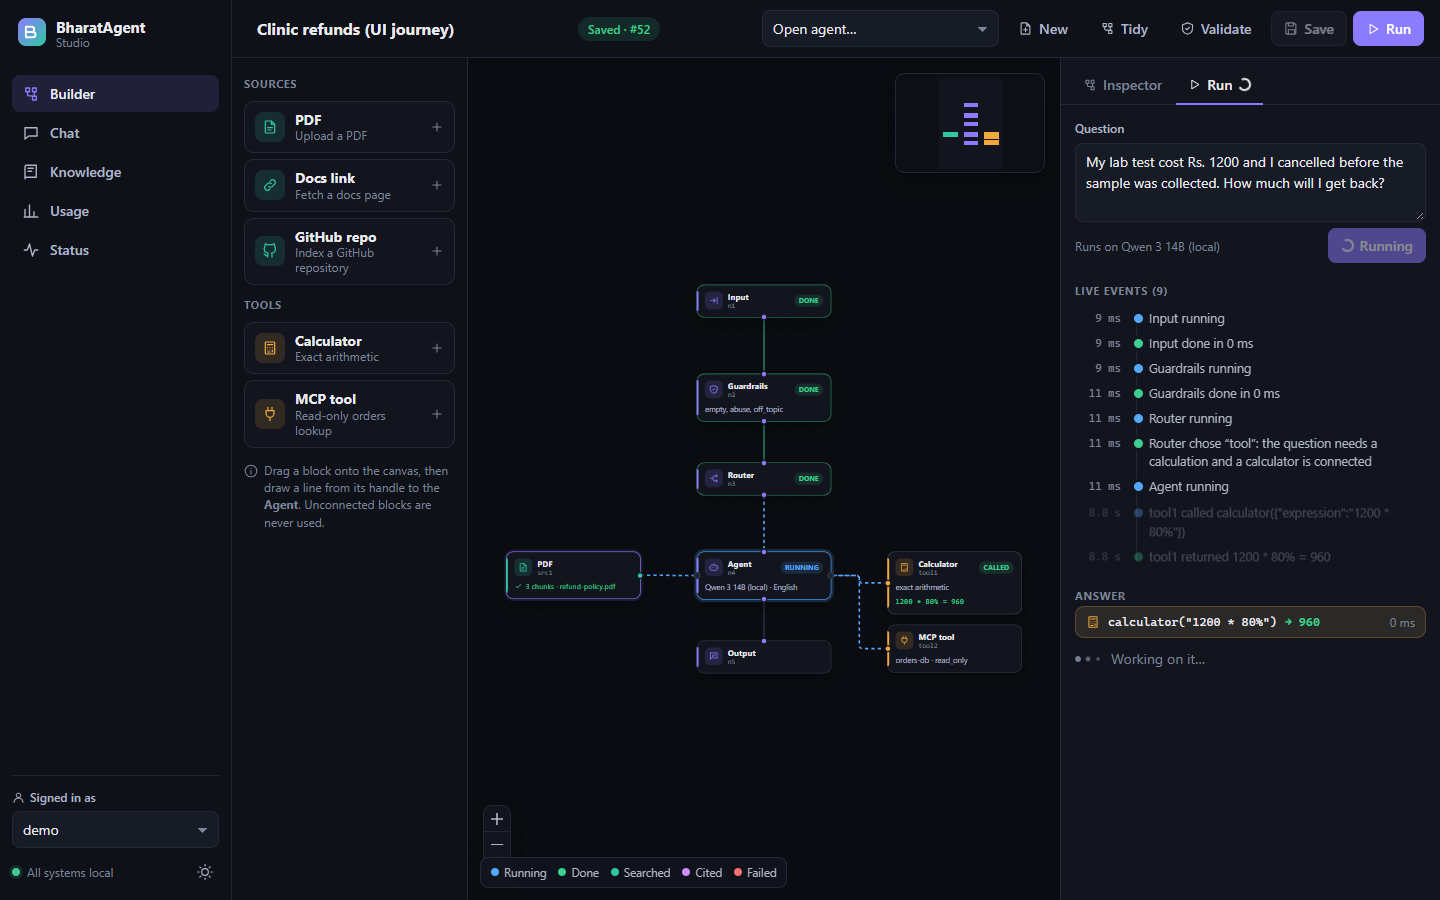 BharatAgent
Studio
Builder
Chat
Knowledge
Usage
Status
Signed in as
demo
All systems local
Clinic refunds (UI journey)
Saved · #52
Open agent...
New
Tidy
Validate
Save
Run
SOURCES
PDF
Upload a PDF
Docs link
Fetch a docs page
GitHub repo
Index a GitHub
repository
TOOLS
Calculator
Exact arithmetic
MCP tool
Read-only orders
lookup
Drag a block onto the canvas, then
draw a line from its handle to the
Agent. Unconnected blocks are
never used.
Input
n1
DONE
Guardrails
n2
DONE
empty, abuse, off_topic
Router
n3
DONE
PDF
src1
3 chunks · refund-policy.pdf
Agent
n4
RUNNING
Qwen 3 14B (local) · English
Calculator
tool1
CALLED
exact arithmetic
1200 * 80% = 960
MCP tool
tool2
orders-db · read_only
Output
n5
Running
Done
Searched
Cited
Failed
Inspector
Run
Question
My lab test cost Rs. 1200 and I cancelled before the
sample was collected. How much will I get back?
Runs on Qwen 3 14B (local)
Running
LIVE EVENTS (9)
9 ms Input running
9 ms Input done in 0 ms
9 ms Guardrails running
11 ms Guardrails done in 0 ms
11 ms Router running
11 ms Router chose “tool”: the question needs a
calculation and a calculator is connected
11 ms Agent running
8.8 s tool1 called calculator({"expression":"1200 *
80%"})
8.8 s tool1 returned 1200 * 80% = 960
ANSWER
calculator("1200 * 80%") → 960 0 ms
Working on it...